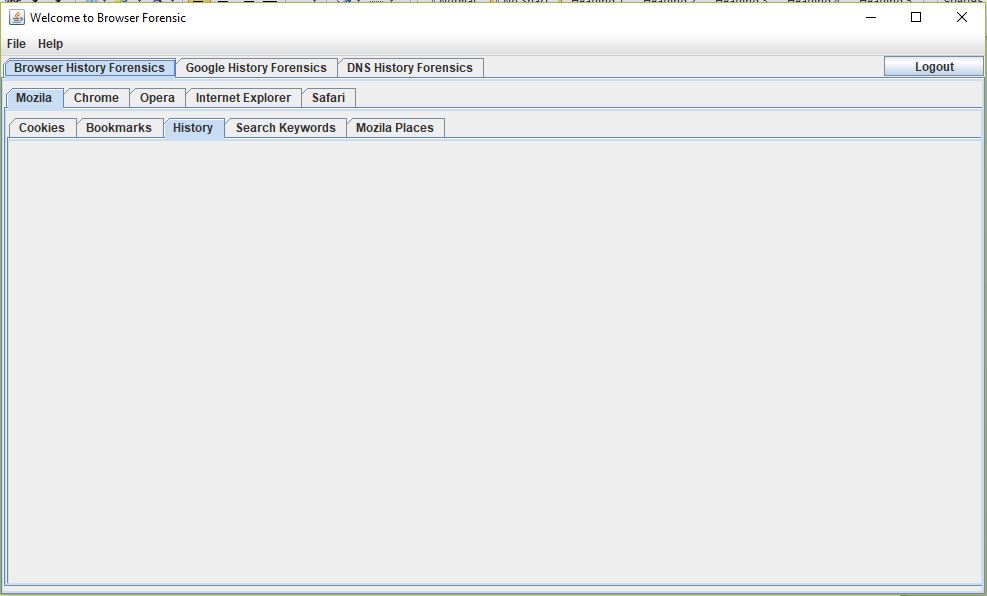 Welcome to Browser Forensic
File Help
Browser History Forensics Google History Forensics DNS History Forensics Logout
Mozila Chrome Opera Internet Explorer Safari
Cookies Bookmarks History Search Keywords Mozila Places